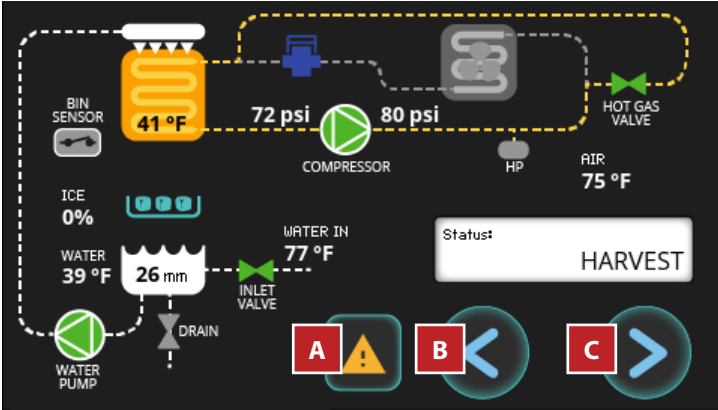 BIN
SENSOR
41 °F
72 psi
80 psi
COMPRESSOR
HOT GAS
VALVE
HP
AIR
75 °F
ICE
0%
WATER
39 °F
26 mm
WATER IN
77 °F
INLET
VALVE
DRAIN
WATER
PUMP
Status:
HARVEST
A
B
C